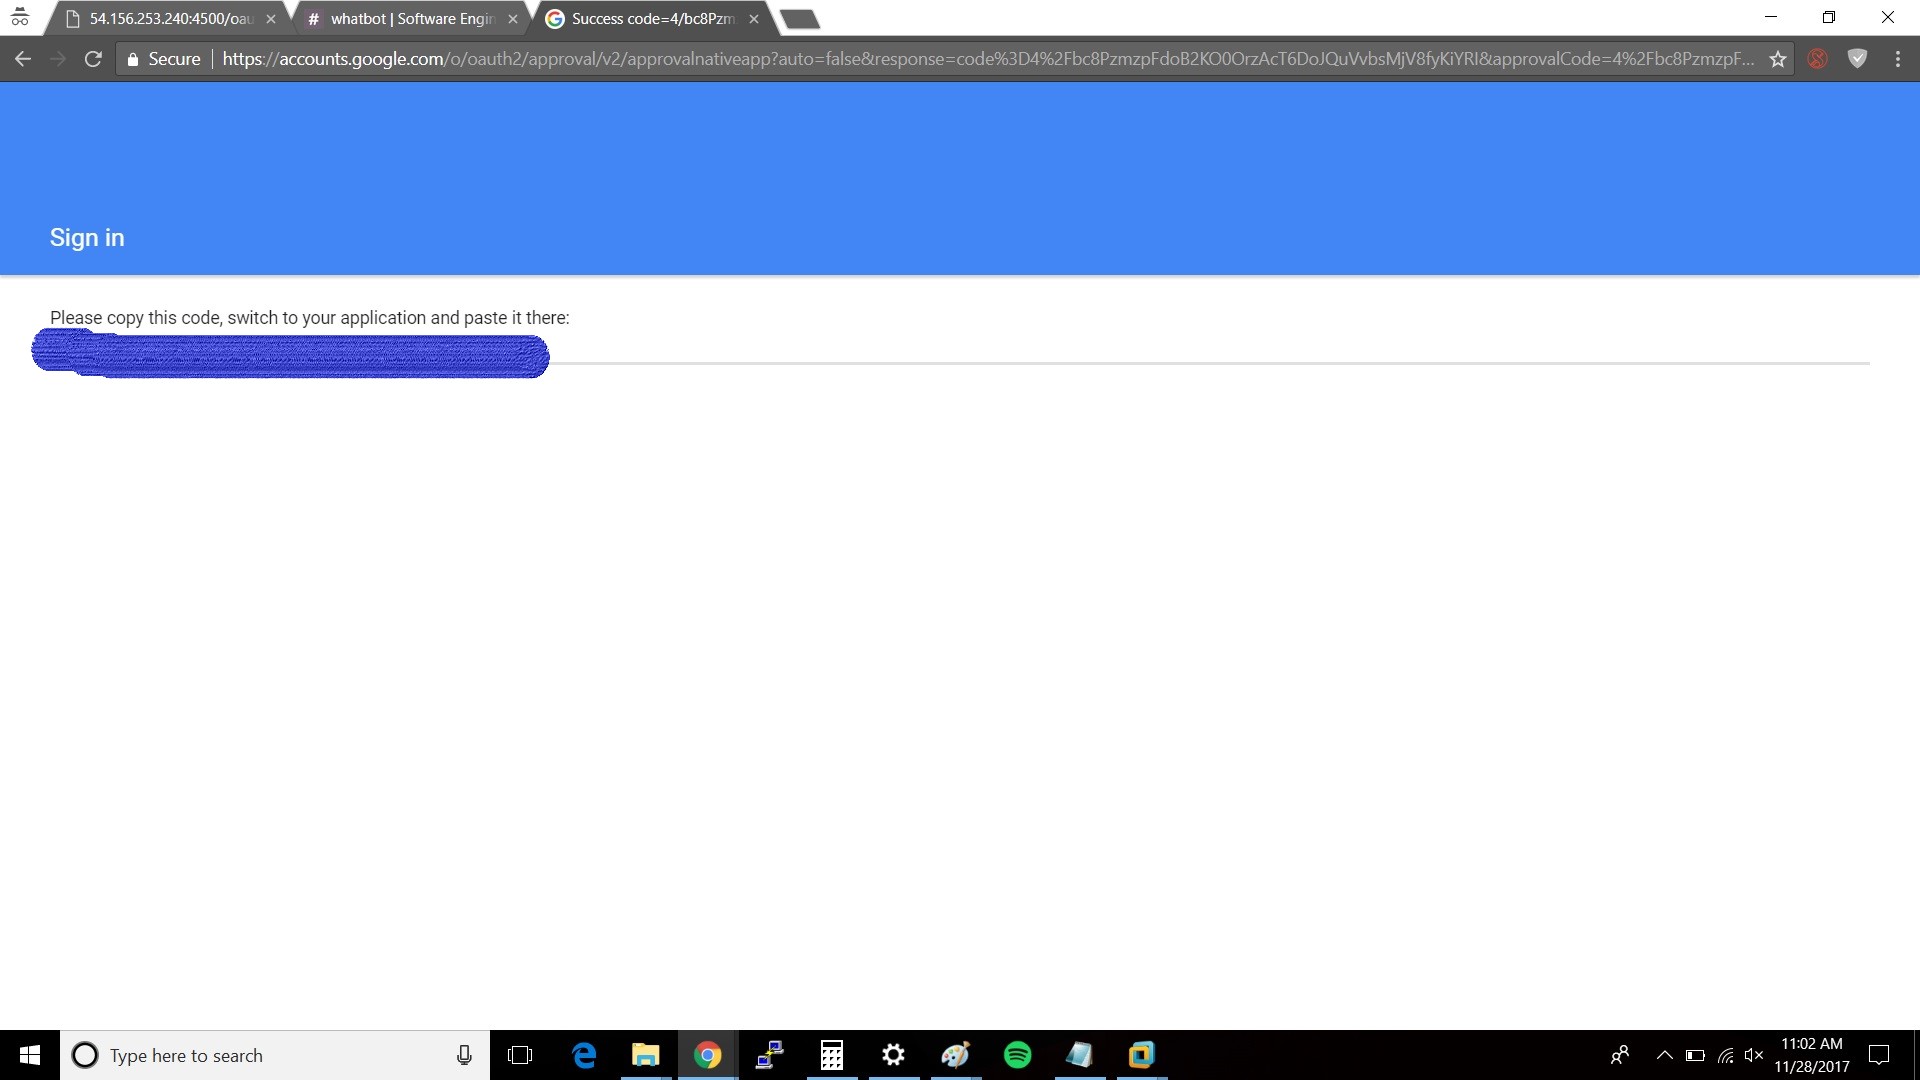 54.156.253.240:4500/oau
# whatbot | Software Engin
Success code=4/bc8Pzm
Secure
https://accounts.google.com/o/oauth2/approval/v2/approvalnativeapp?auto=false&response=code%3D4%2Fbc8PzmzpFdoB2KO0OrzAcT6DoJQuVvbsMjV8fyKiYRI&approvalCode=4%2Fbc8PzmzpF...
Sign in
Please copy this code, switch to your application and paste it there:
Type here to search
11:02 AM
11/28/2017